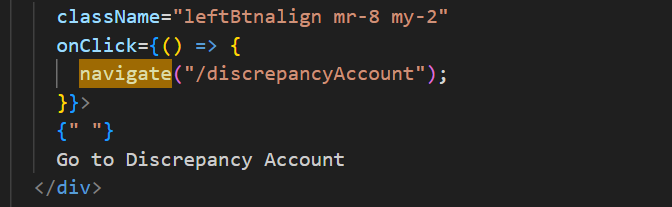 className="leftBtnalign mr-8 my-2"
onClick={() => {
navigate("/discrepancyAccount");
}}>
{" "}
Go to Discrepancy Account
</div>